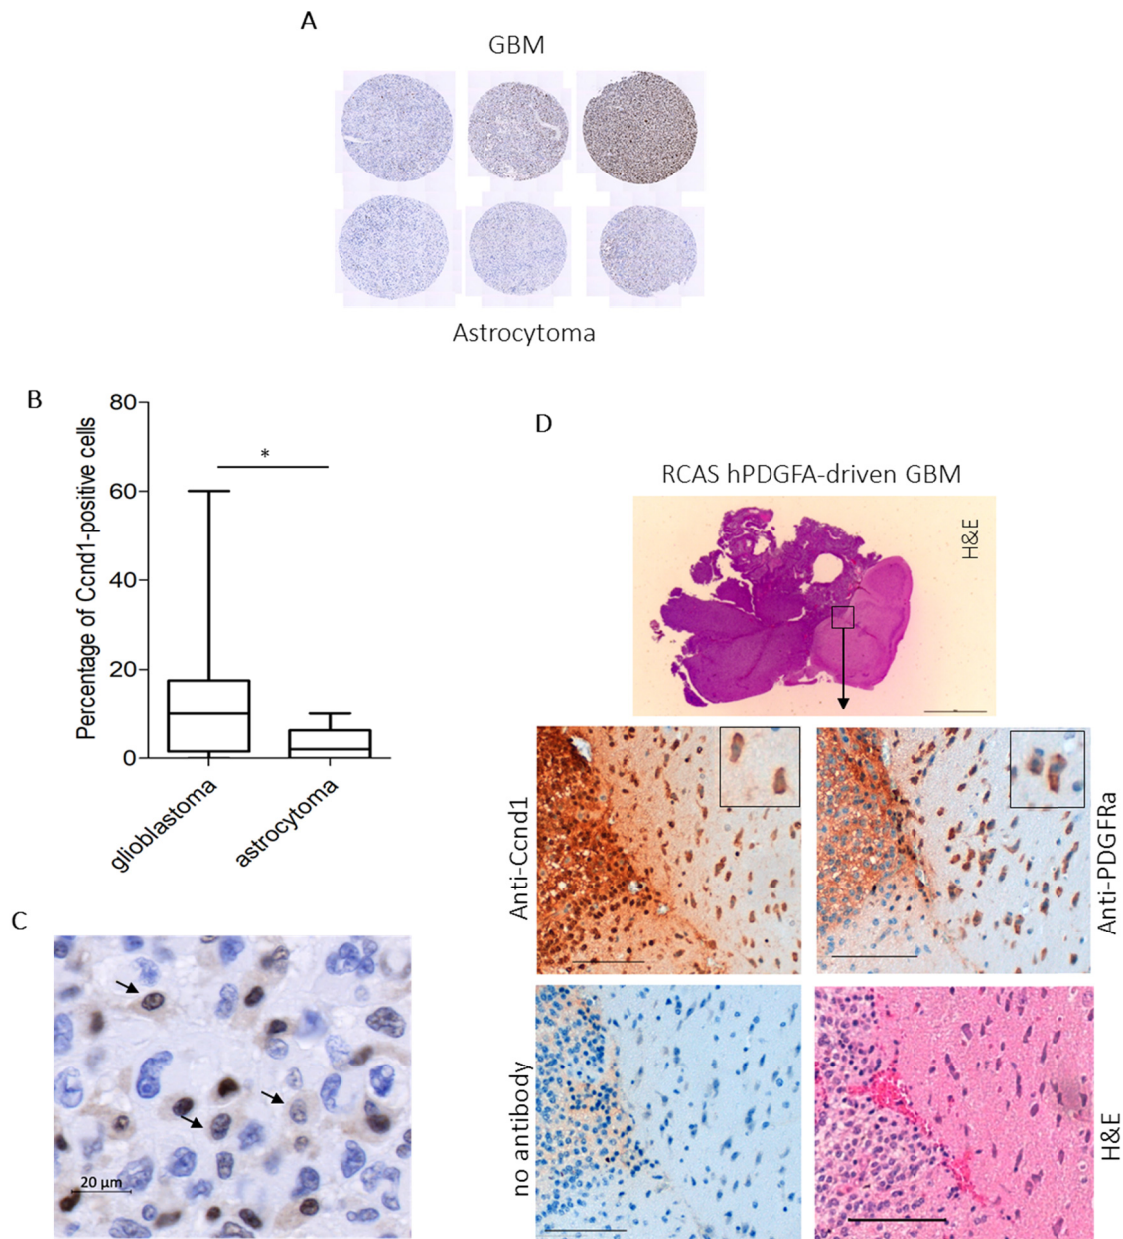 A
GBM
Astrocytoma
B
Percentage of Ccnd1-positive cells
80
60
40
20
0
*
glioblastoma
astrocytoma
C
20 µm
D
RCAS hPDGFA-driven GBM
H&E
Anti-Ccnd1
Anti-PDGFRa
no antibody
H&E